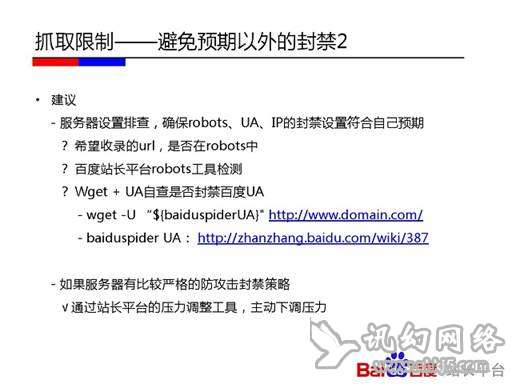 抓取限制——避免预期以外的封禁2
• 建议
- 服务器设置排查，确保robots、UA、IP的封禁设置符合自己预期
? 希望收录的url，是否在robots中
? 百度站长平台robots工具检测
? Wget + UA自查是否封禁百度UA
- wget -U “${baiduspiderUA}" http://www.domain.com/
- baiduspider UA： http://zhanzhang.baidu.com/wiki/387
- 如果服务器有比较严格的防攻击封禁策略
√通过站长平台的压力调整工具，主动下调压力
讯幻网络
Bai百度 站长平台